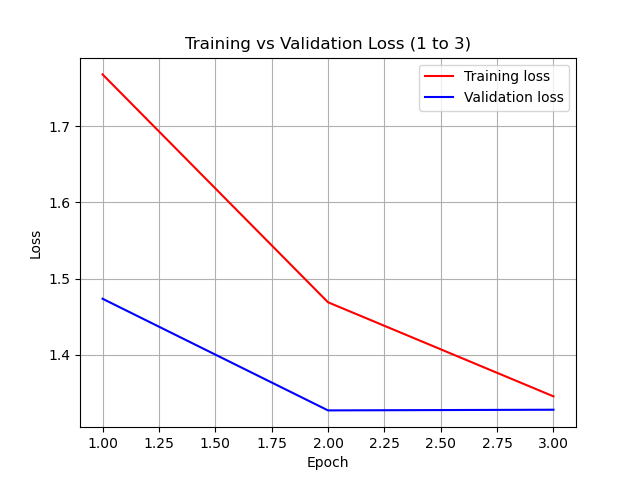 Training vs Validation Loss (1 to 3)
Training loss
Validation loss
Loss
1.7
1.6
1.5
1.4
1.00 1.25 1.50 1.75 2.00 2.25 2.50 2.75 3.00
Epoch